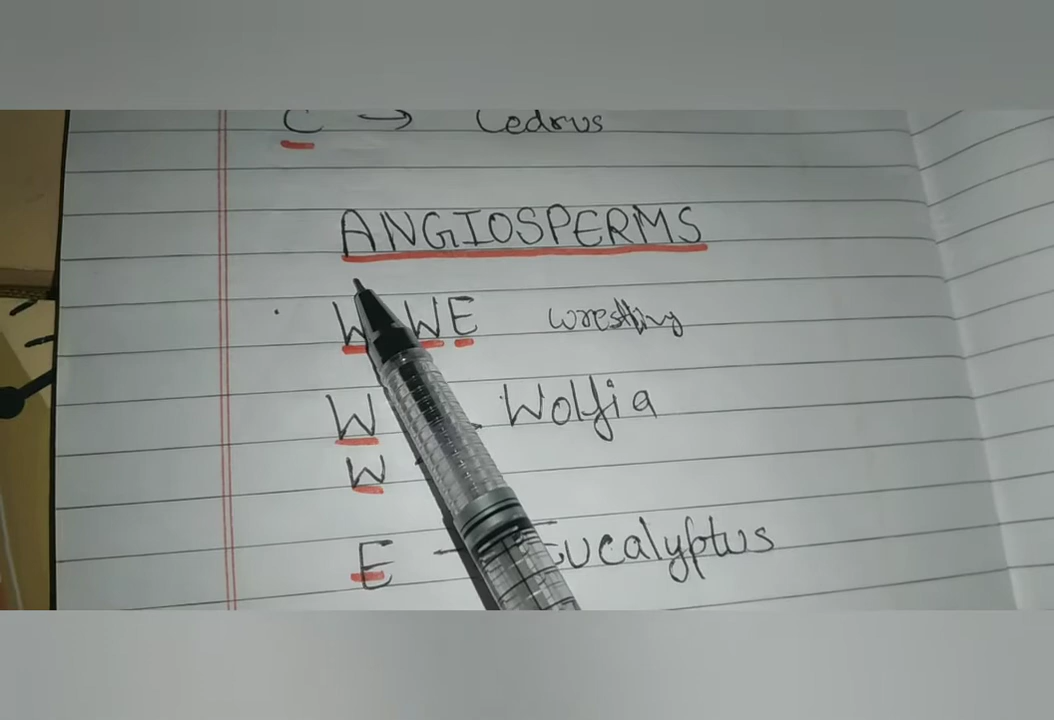 C → Cedrus
ANGIOSPERMS
WWE wrestling
W Wolfia
W
E → Eucalyptus